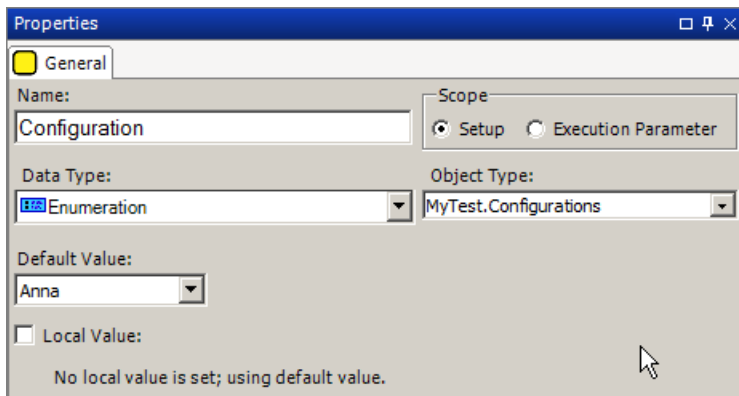 Properties
General
Name:
Configuration
Scope
Setup
Execution Parameter
Data Type:
Enumeration
Object Type:
MyTest.Configurations
Default Value:
Anna
Local Value:
No local value is set; using default value.